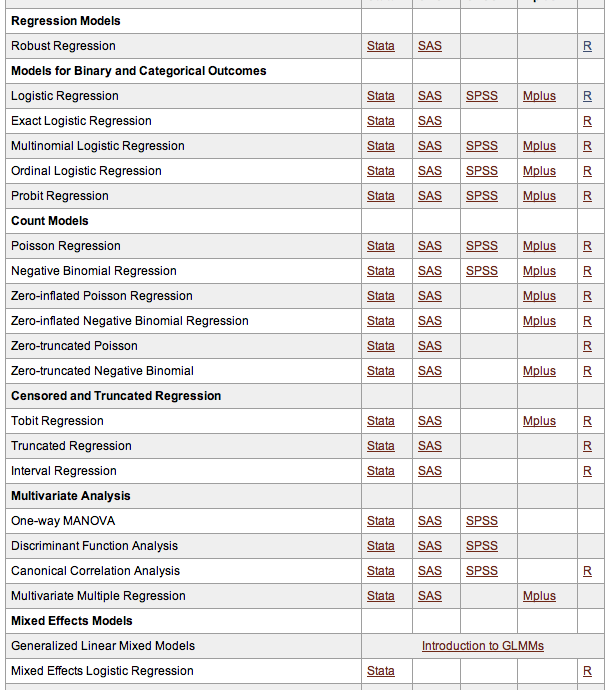 Stata
Regression Models
Robust Regression Stata SAS R
Models for Binary and Categorical Outcomes
Logistic Regression Stata SAS SPSS Mplus R
Exact Logistic Regression Stata SAS R
Multinomial Logistic Regression Stata SAS SPSS Mplus R
Ordinal Logistic Regression Stata SAS SPSS Mplus R
Probit Regression Stata SAS SPSS Mplus R
Count Models
Poisson Regression Stata SAS SPSS Mplus R
Negative Binomial Regression Stata SAS SPSS Mplus R
Zero-inflated Poisson Regression Stata SAS Mplus R
Zero-inflated Negative Binomial Regression Stata SAS Mplus R
Zero-truncated Poisson Stata SAS R
Zero-truncated Negative Binomial Stata SAS Mplus R
Censored and Truncated Regression
Tobit Regression Stata SAS Mplus R
Truncated Regression Stata SAS R
Interval Regression Stata SAS R
Multivariate Analysis
One-way MANOVA Stata SAS SPSS
Discriminant Function Analysis Stata SAS SPSS
Canonical Correlation Analysis Stata SAS SPSS R
Multivariate Multiple Regression Stata SAS Mplus
Mixed Effects Models
Generalized Linear Mixed Models Introduction to GLMMs
Mixed Effects Logistic Regression Stata R